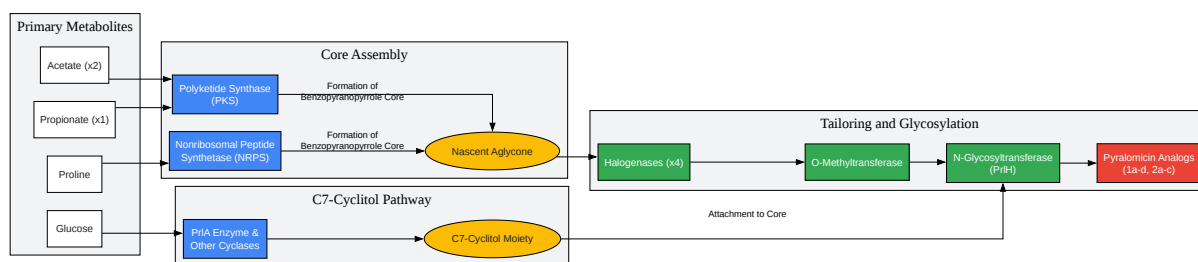 Primary Metabolites
Acetate (x2)
Propionate (x1)
Proline
Glucose
Core Assembly
Polyketide Synthase
(PKS)
Formation of
Benzopyranopyrrole Core
Nonribosomal Peptide
Synthetase (NRPS)
Formation of
Benzopyranopyrrole Core
Nascent Aglycone
C7-Cyclitol Pathway
PrlA Enzyme &
Other Cyclases
C7-Cyclitol Moiety
Tailoring and Glycosylation
Halogenases (x4)
O-Methyltransferase
N-Glycosyltransferase
(PrlH)
Pyralomicin Analogs
(1a-d, 2a-c)
Attachment to Core